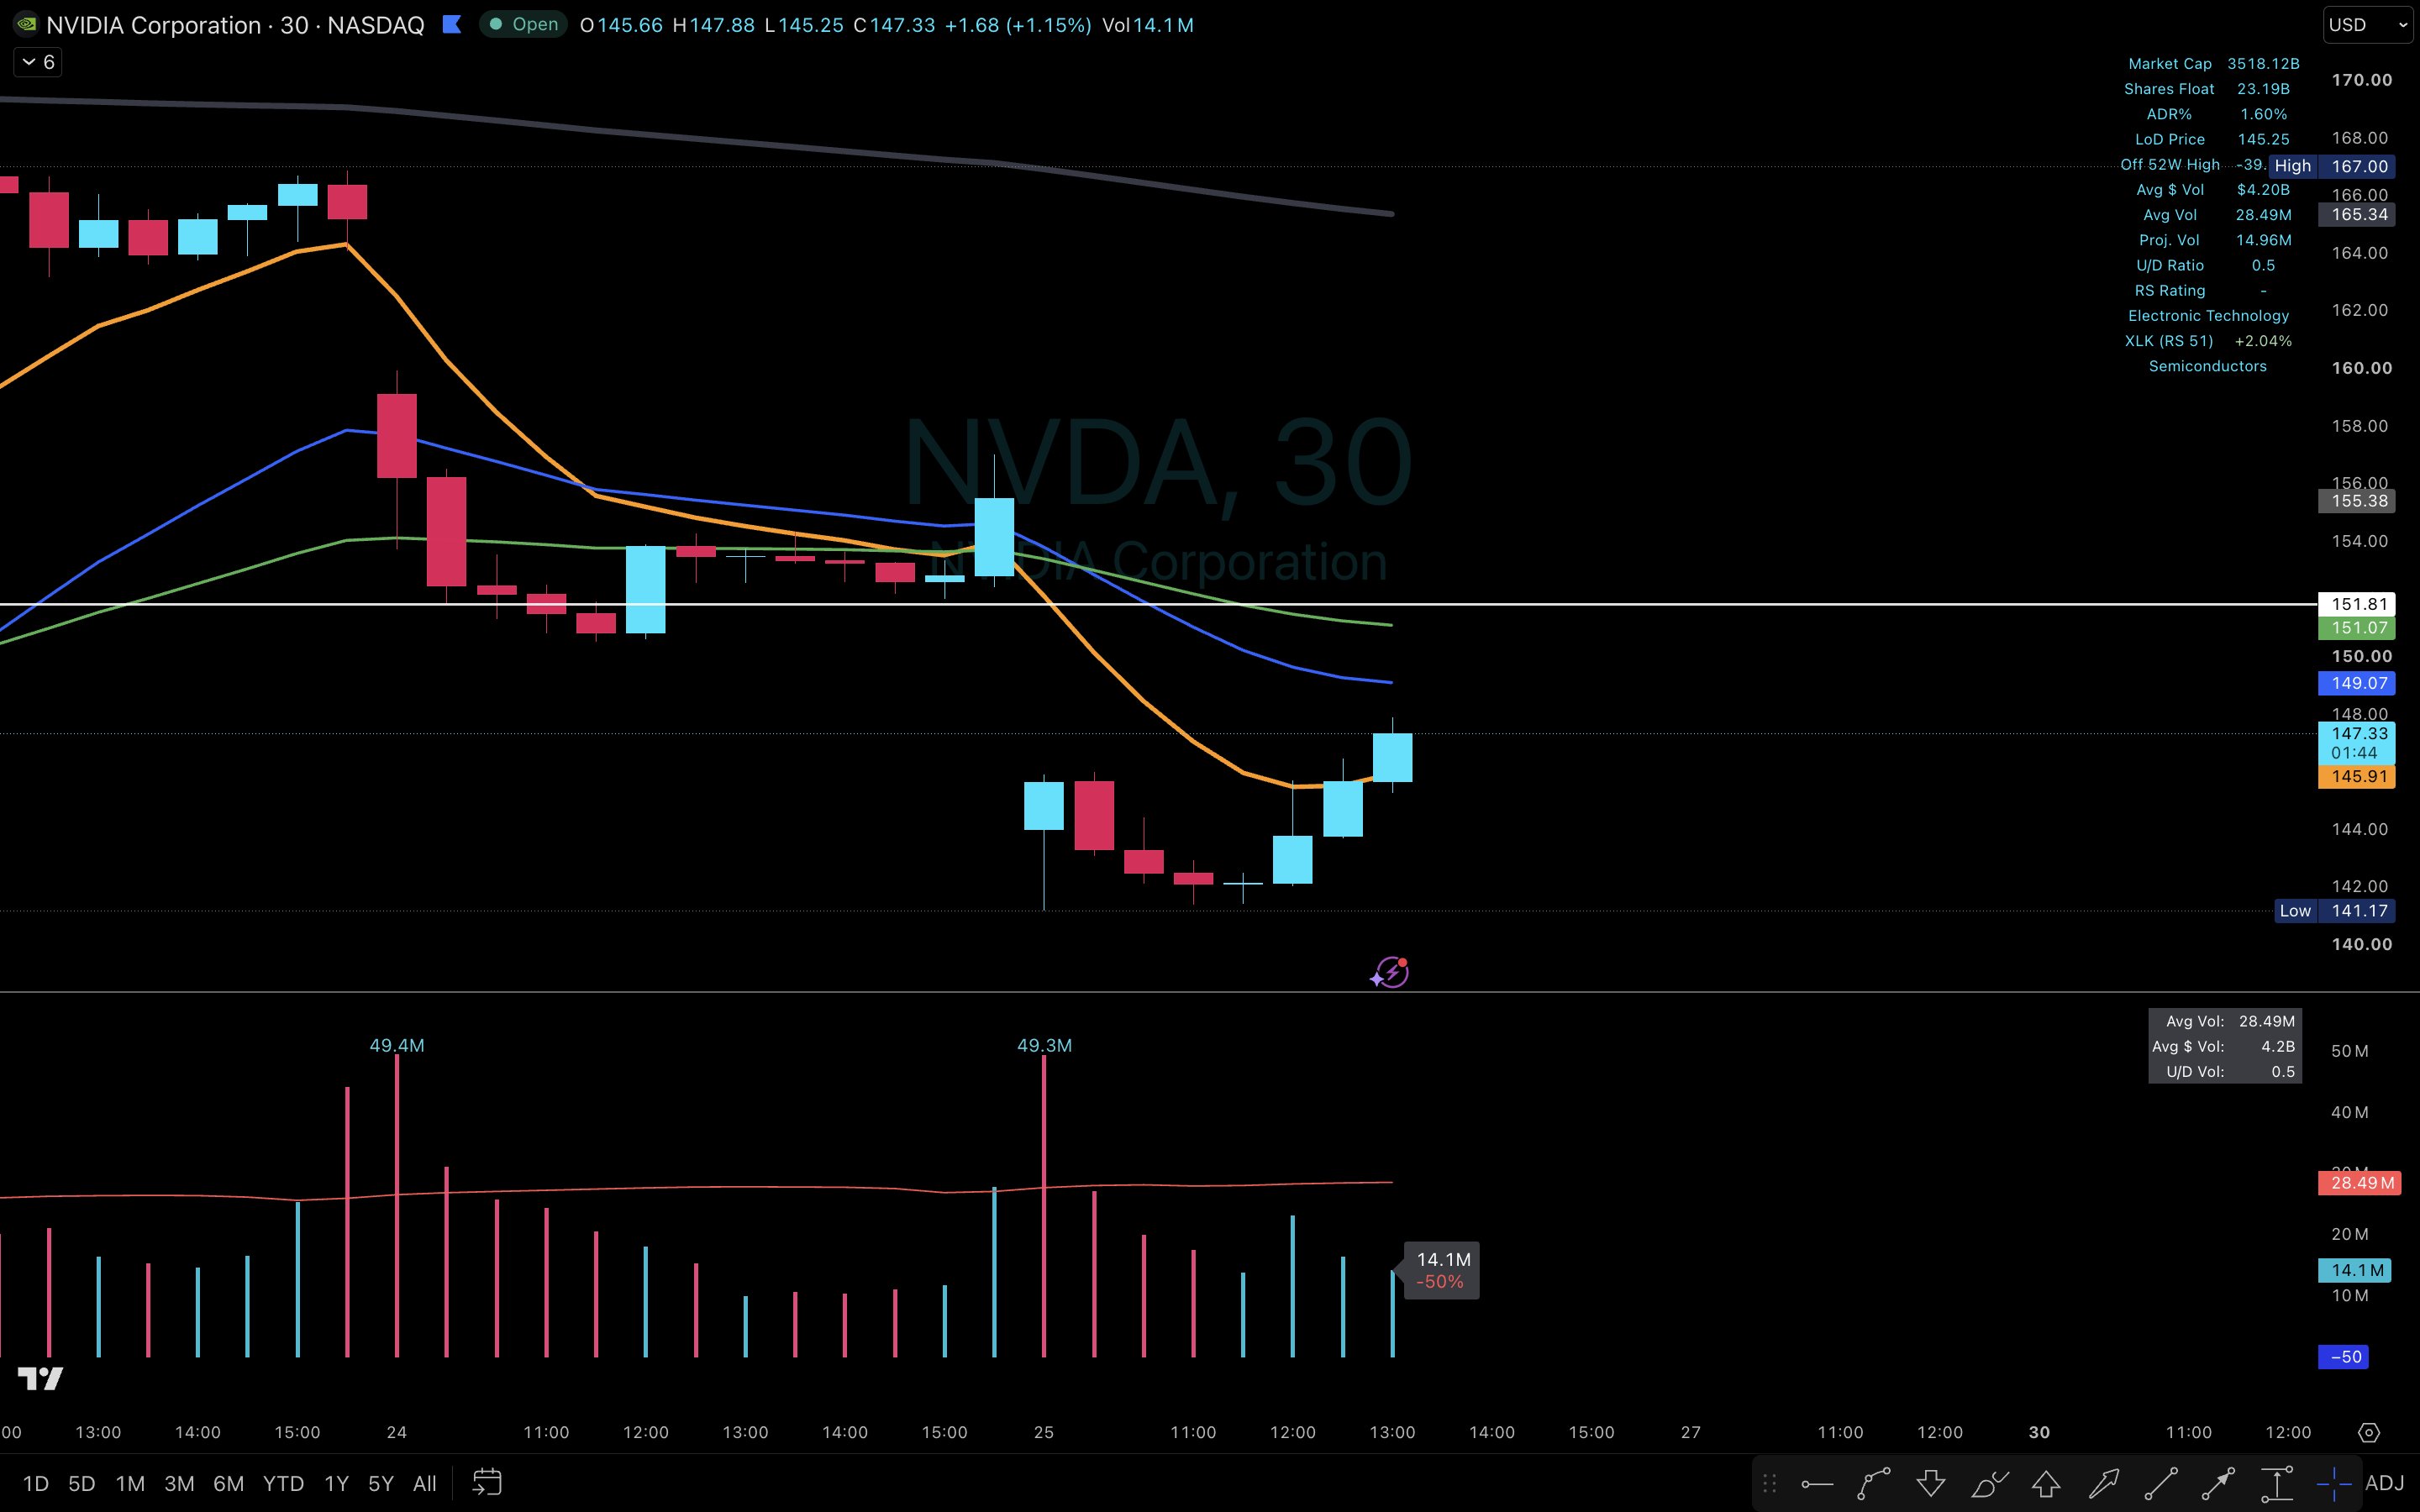 NVIDIA Corporation · 30 · NASDAQ Open O145.66 H147.88 L145.25 C147.33 +1.68 (+1.15%) Vol14.1M
USD
6
Market Cap 3518.12B
Shares Float 23.19B
ADR% 1.60%
LoD Price 145.25
Off 52W High -39.
Avg $ Vol $4.20B
Avg Vol 28.49M
Proj. Vol 14.96M
U/D Ratio 0.5
RS Rating -
Electronic Technology
XLK (RS 51) +2.04%
Semiconductors
170.00
168.00
High 167.00
166.00
165.34
164.00
162.00
160.00
158.00
156.00
155.38
154.00
151.81
151.07
150.00
149.07
148.00
147.33
01:44
145.91
144.00
142.00
Low 141.17
140.00
NVDA, 30
NVIDIA Corporation
49.4M
49.3M
Avg Vol: 28.49M
Avg $ Vol: 4.2B
U/D Vol: 0.5
50 M
40 M
28.49 M
20 M
14.1 M
10 M
−50
14.1M
-50%
:00 13:00 14:00 15:00 24 11:00 12:00 13:00 14:00 15:00 25 11:00 12:00 13:00 14:00 15:00 27 11:00 12:00 30 11:00 12:00
1D 5D 1M 3M 6M YTD 1Y 5Y All
ADJ